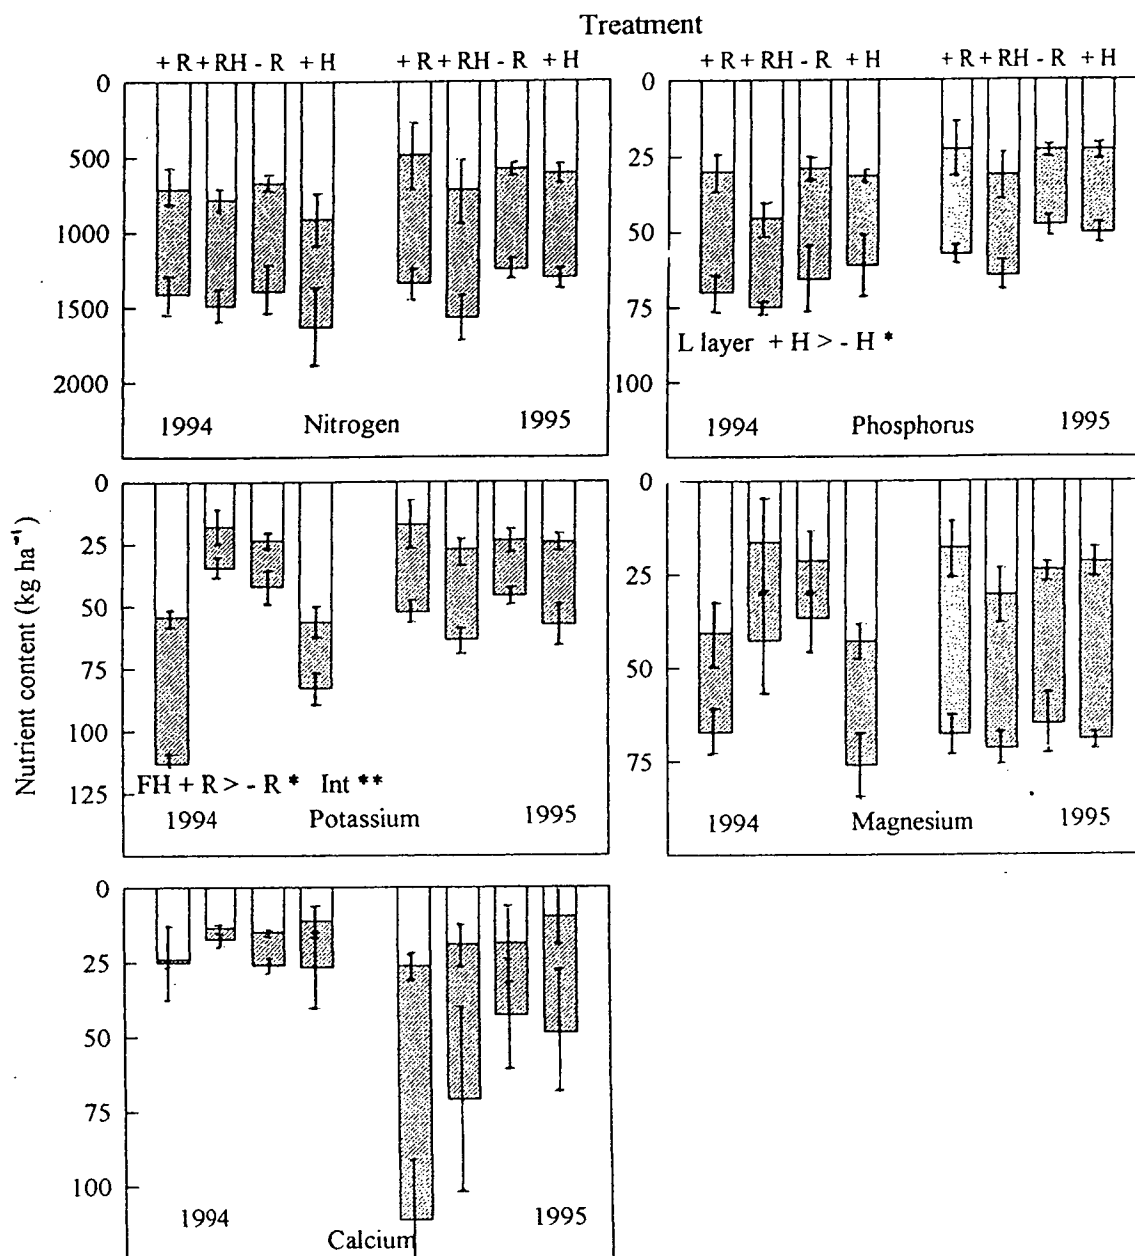 Treatment
+ R + RH - R + H + R + RH - R + H + R + RH - R + H + R + RH - R + H
0
500
1000
1500
2000
1994 Nitrogen 1995
0
25
50
75
100
L layer + H > - H *
1994 Phosphorus 1995
Nutrient content (kg ha⁻¹)
0
25
50
75
100
125
FH + R > - R * Int **
1994 Potassium 1995
0
25
50
75
1994 Magnesium 1995
0
25
50
75
100
1994 Calcium 1995